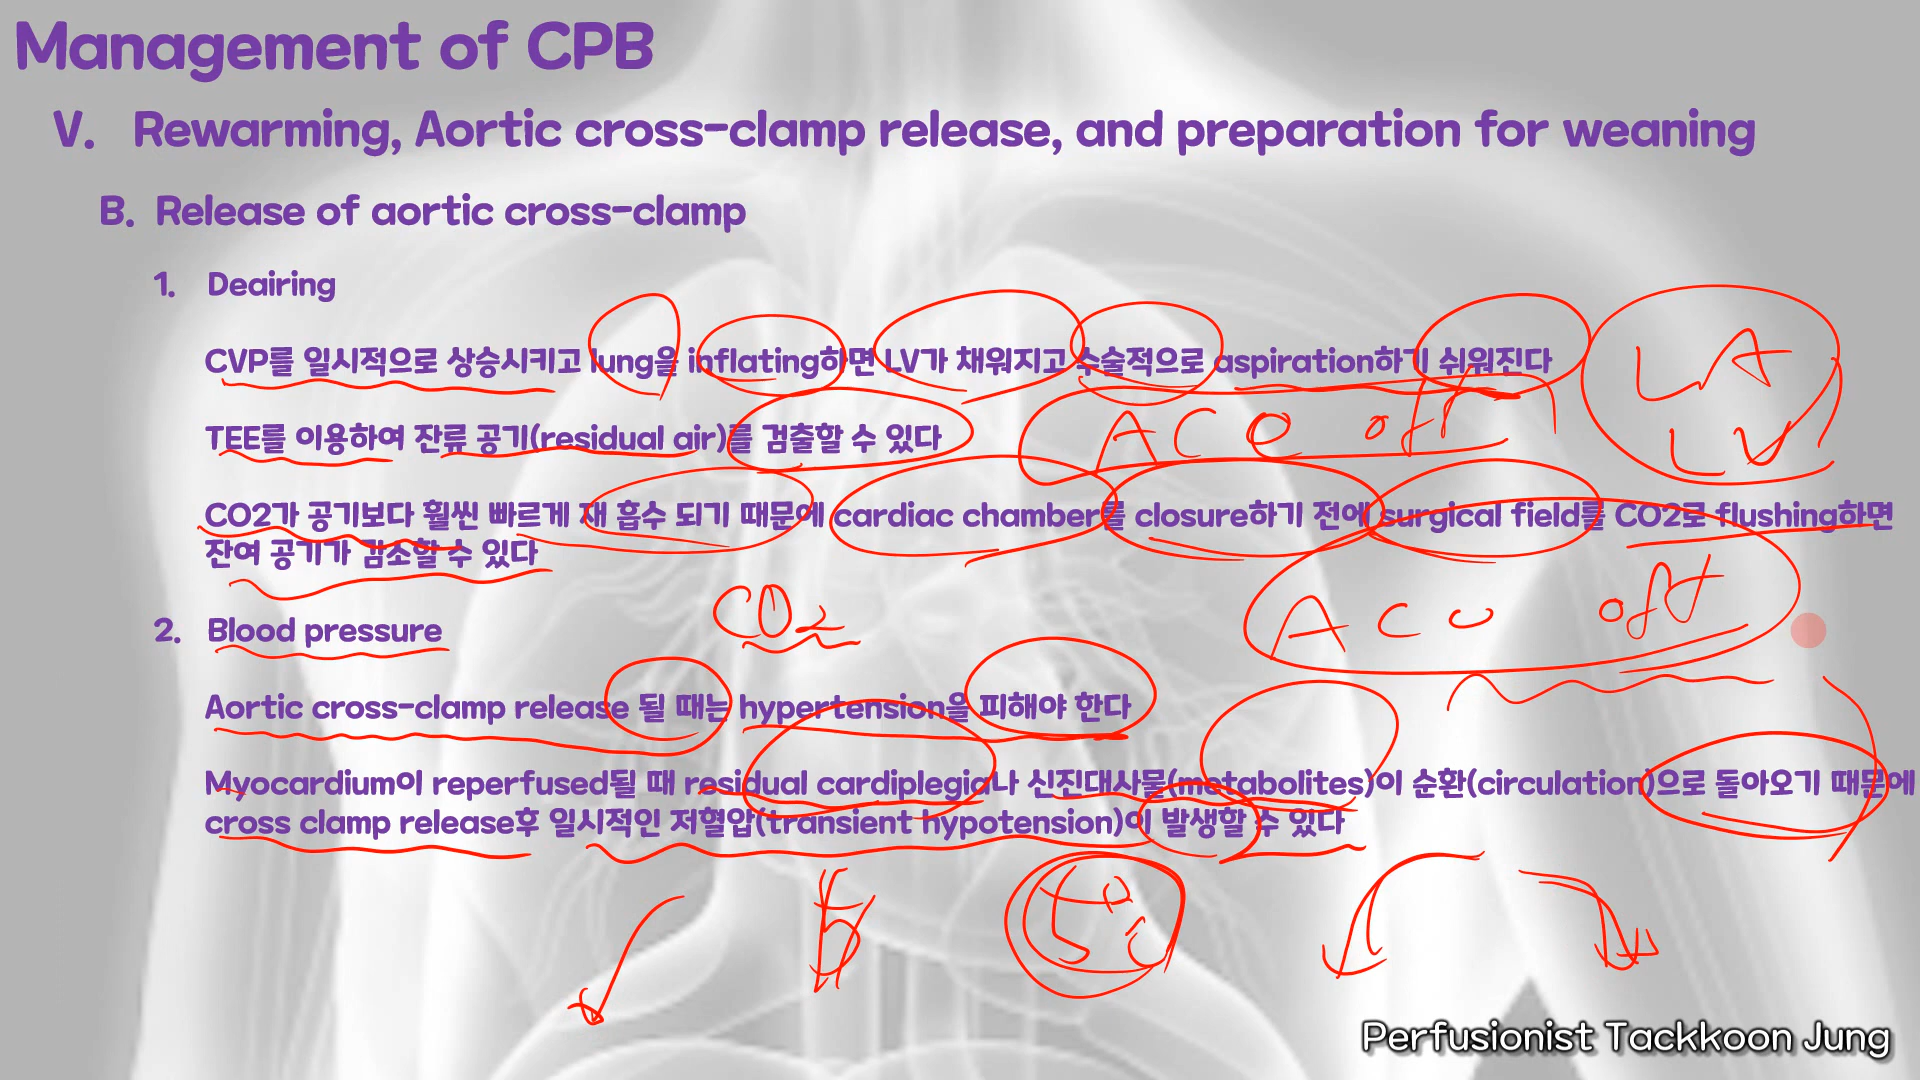 Management of CPB
V. Rewarming, Aortic cross-clamp release, and preparation for weaning
B. Release of aortic cross-clamp
1. Deairing
CVP를 일시적으로 상승시키고 lung을 inflating하면 LV가 채워지고 수술적으로 aspiration하기 쉬워진다
LA
LV
ACC off
TEE를 이용하여 잔류 공기(residual air)를 검출할 수 있다
CO2가 공기보다 훨씬 빠르게 재 흡수 되기 때문에 cardiac chamber를 closure하기 전에 surgical field를 CO2로 flushing하면
잔여 공기가 감소할 수 있다
CO2
ACC off
2. Blood pressure
Aortic cross-clamp release 될 때는 hypertension을 피해야 한다
Myocardium이 reperfused될 때 residual cardiplegia나 신진대사물(metabolites)이 순환(circulation)으로 돌아오기 때문에
cross clamp release후 일시적인 저혈압(transient hypotension)이 발생할 수 있다
Perfusionist Tackkoon Jung